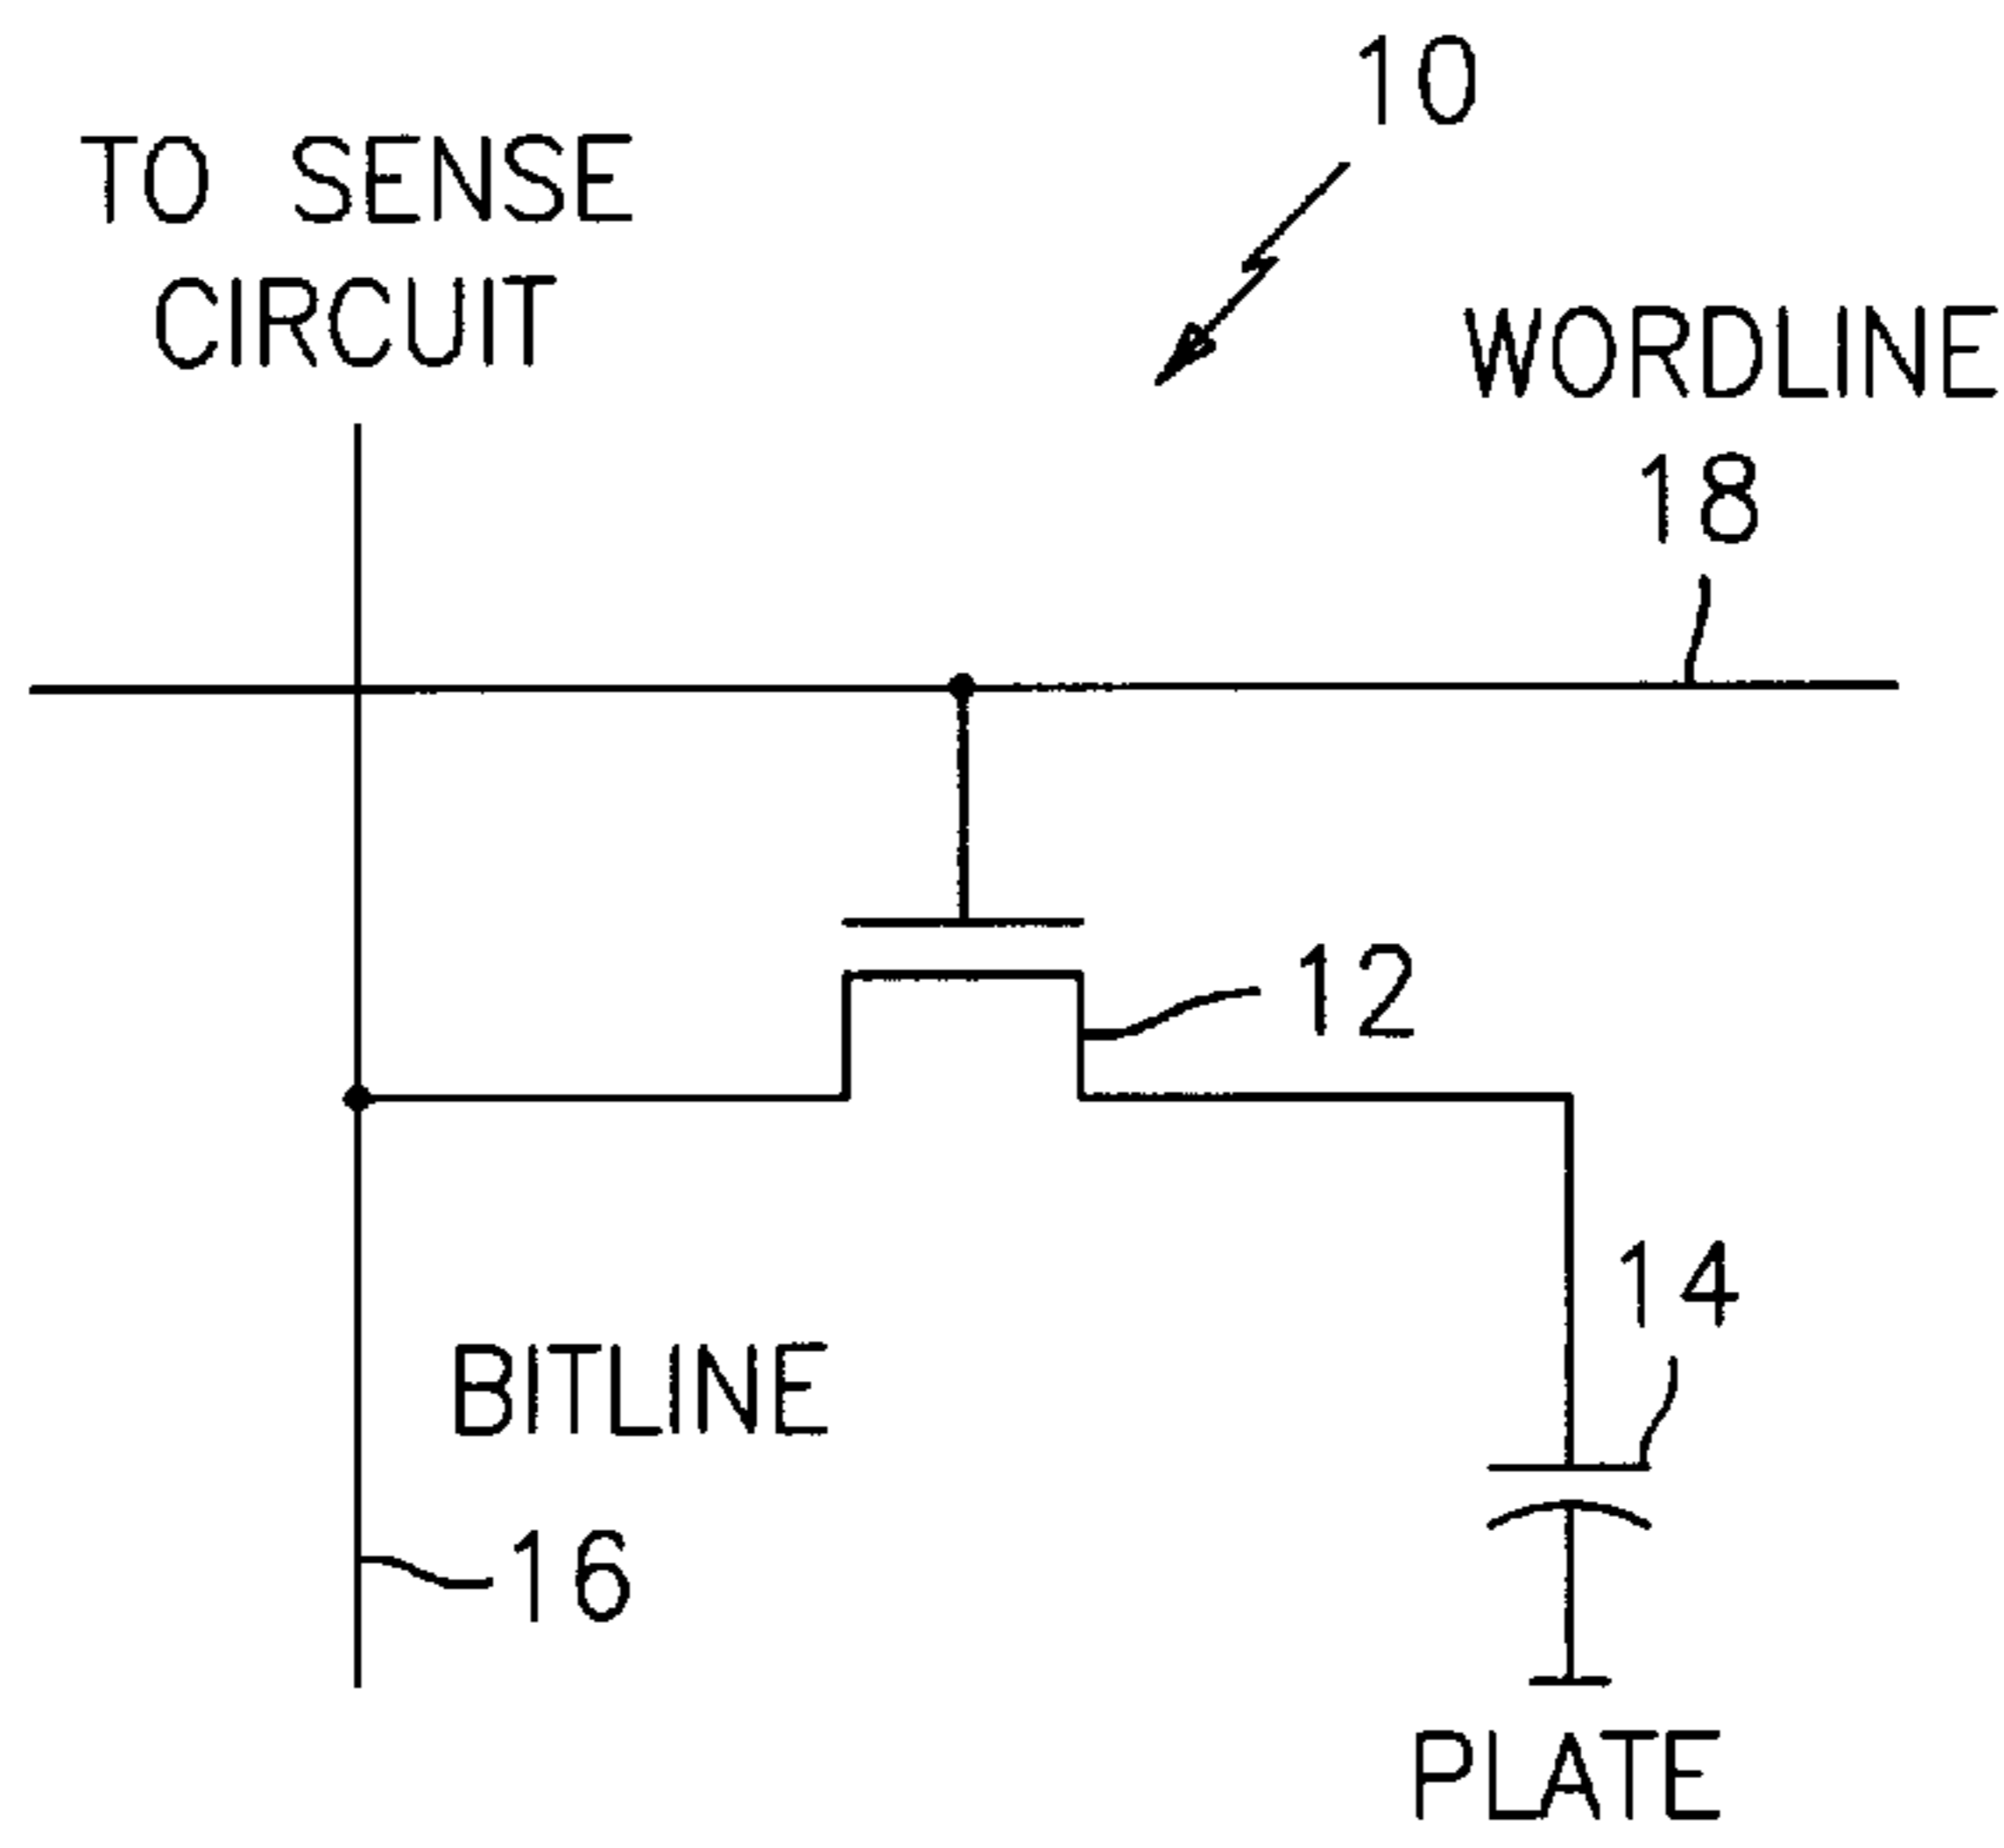 10
TO SENSE
CIRCUIT
WORDLINE
18
12
14
BITLINE
16
PLATE